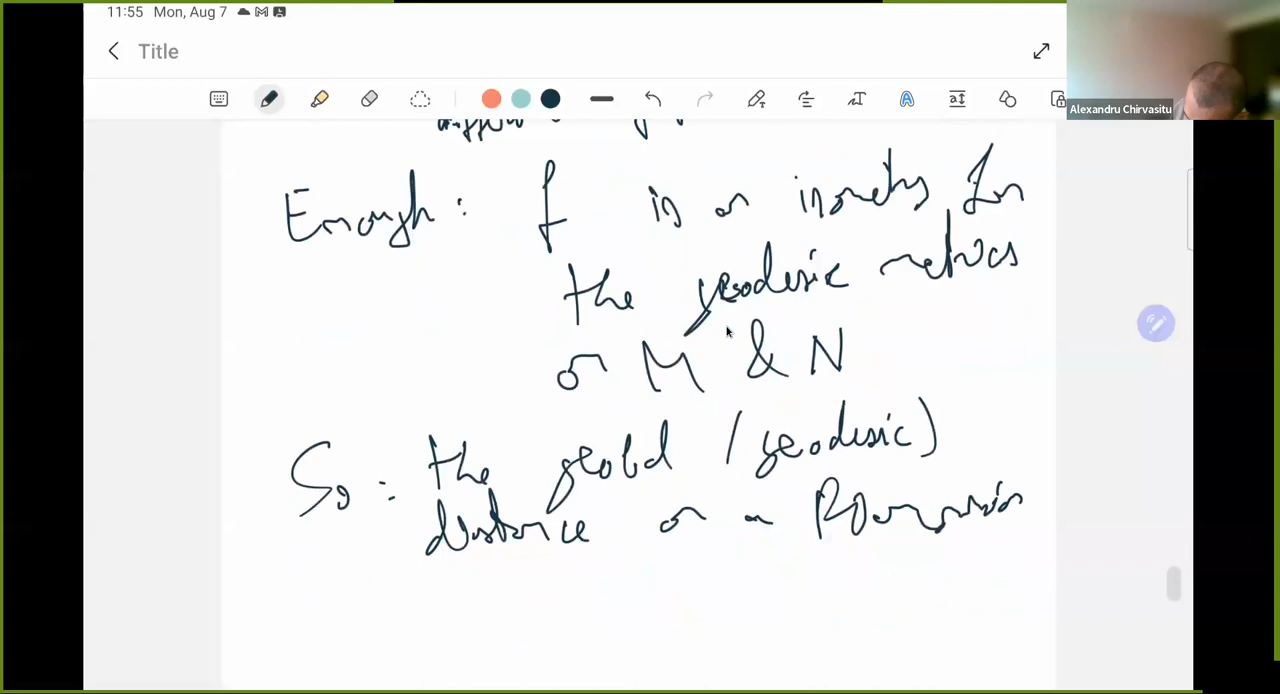 11:55 Mon, Aug 7
Title
Alexandru Chirvasitu
Enough: f is an isometry for
the geodesic metrics
on M & N
So: the global (geodesic)
distance on a Riemannian